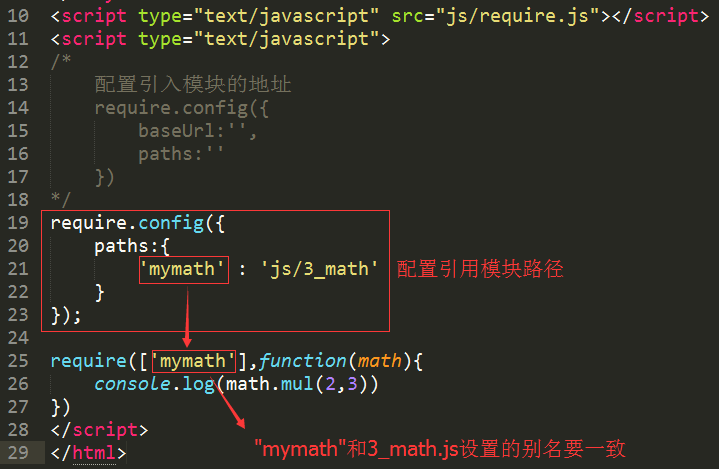 10 <script type="text/javascript" src="js/require.js"></script>
11 <script type="text/javascript">
12 /*
13     配置引入模块的地址
14     require.config({
15         baseUrl:'',
16         paths:''
17     })
18 */
19 require.config({
20     paths:{
21         'mymath' : 'js/3_math' 配置引用模块路径
22     }
23 });
24
25 require(['mymath'],function(math){
26     console.log(math.mul(2,3))
27 })
28 </script>
"mymath"和3_math.js设置的别名要一致
29 </html>